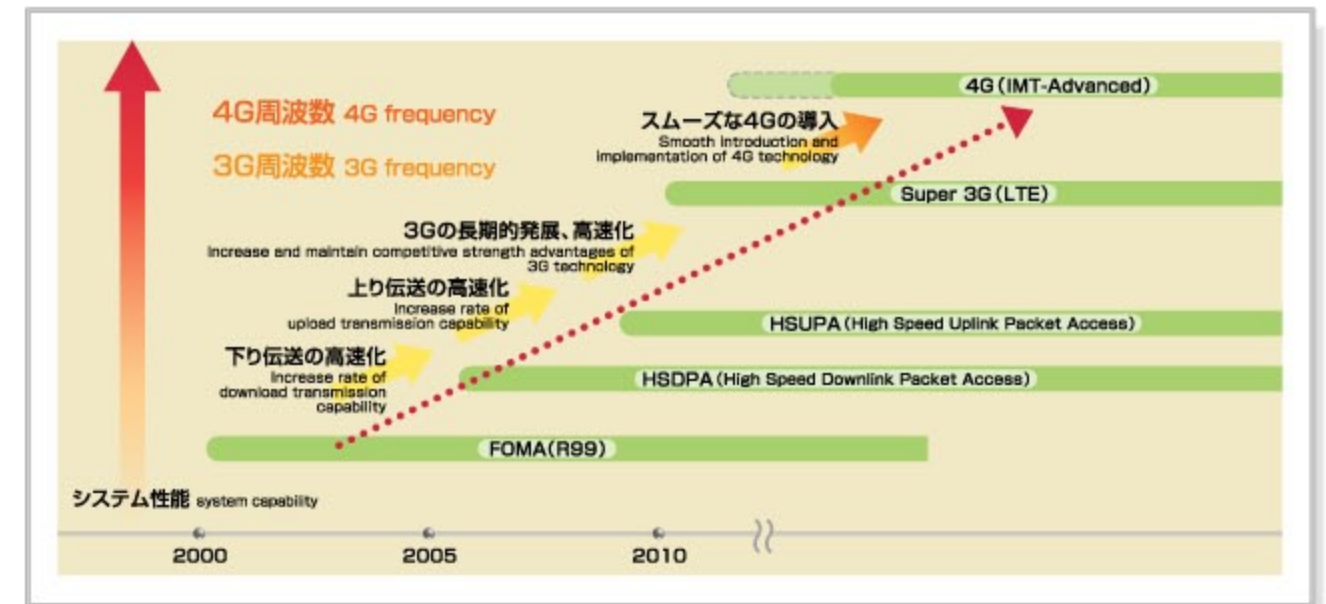 4G(IMT-Advanced)
4G周波数 4G frequency
スムーズな4Gの導入
Smooth introduction and
implementation of 4G technology
3G周波数 3G frequency
Super 3G(LTE)
3Gの長期的発展、高速化
Increase and maintain competitive strength advantages of
3G technology
上り伝送の高速化
Increase rate of
upload transmission capability
HSUPA(High Speed Uplink Packet Access)
下り伝送の高速化
Increase rate of
download transmission
capability
HSDPA(High Speed Downlink Packet Access)
FOMA(R99)
システム性能 system capability
2000
2005
2010